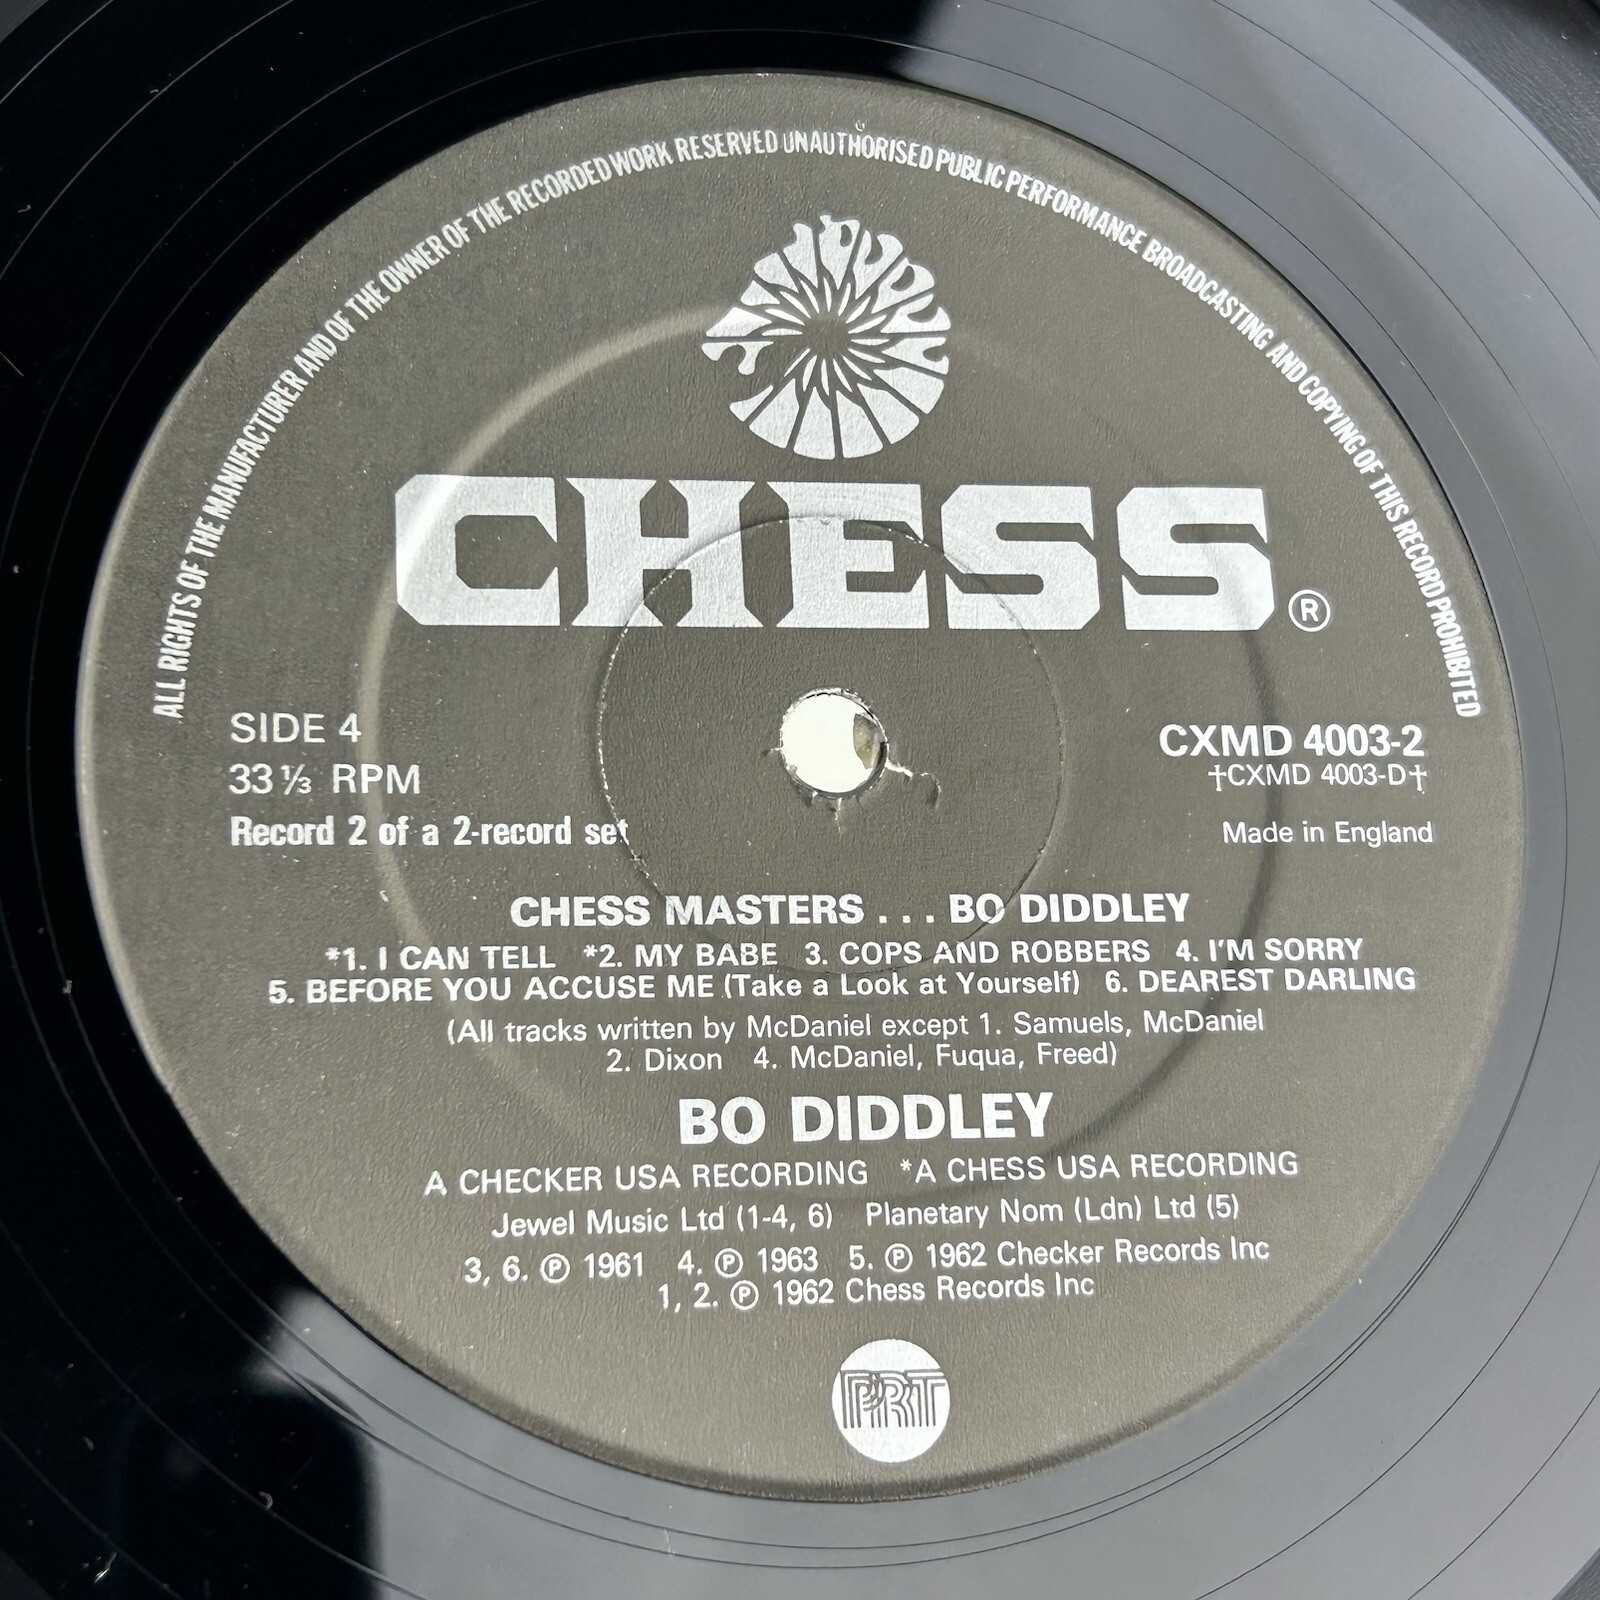 ALL RIGHTS OF THE MANUFACTURER AND OF THE OWNER OF THE RECORDED WORK RESERVED UNAUTHORISED PUBLIC PERFORMANCE BROADCASTING AND COPYING OF THIS RECORD PROHIBITED
CHESS®
SIDE 4
33⅓ RPM
Record 2 of a 2-record set
CXMD 4003-2
†CXMD 4003-D†
Made in England
CHESS MASTERS . . . BO DIDDLEY
*1. I CAN TELL *2. MY BABE 3. COPS AND ROBBERS 4. I'M SORRY
5. BEFORE YOU ACCUSE ME (Take a Look at Yourself) 6. DEAREST DARLING
(All tracks written by McDaniel except 1. Samuels, McDaniel
2. Dixon 4. McDaniel, Fuqua, Freed)
BO DIDDLEY
A CHECKER USA RECORDING *A CHESS USA RECORDING
Jewel Music Ltd (1-4, 6) Planetary Nom (Ldn) Ltd (5)
3, 6. ℗ 1961 4. ℗ 1963 5. ℗ 1962 Checker Records Inc
1, 2. ℗ 1962 Chess Records Inc
PRT